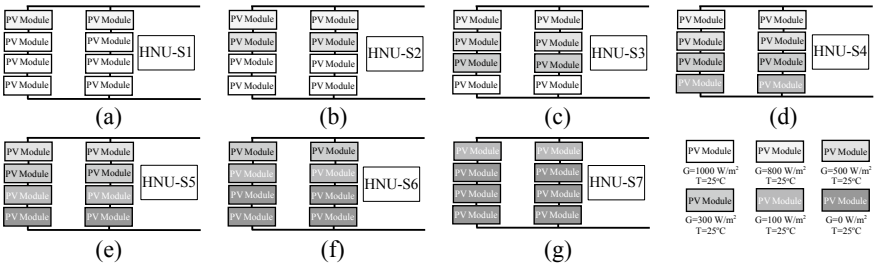 PV Module PV Module
PV Module PV Module
HNU-S1
PV Module PV Module
PV Module PV Module
(a)
PV Module PV Module
PV Module PV Module
HNU-S2
PV Module PV Module
PV Module PV Module
(b)
PV Module PV Module
PV Module PV Module
HNU-S3
PV Module PV Module
PV Module PV Module
(c)
PV Module PV Module
PV Module PV Module
HNU-S4
PV Module PV Module
PV Module PV Module
(d)
PV Module PV Module
PV Module PV Module
HNU-S5
PV Module PV Module
PV Module PV Module
(e)
PV Module PV Module
PV Module PV Module
HNU-S6
PV Module PV Module
PV Module PV Module
(f)
PV Module PV Module
PV Module PV Module
HNU-S7
PV Module PV Module
PV Module PV Module
(g)
PV Module PV Module PV Module
G=1000 W/m² G=800 W/m² G=500 W/m²
T=25°C T=25°C T=25°C
PV Module PV Module PV Module
G=300 W/m² G=100 W/m² G=0 W/m²
T=25°C T=25°C T=25°C